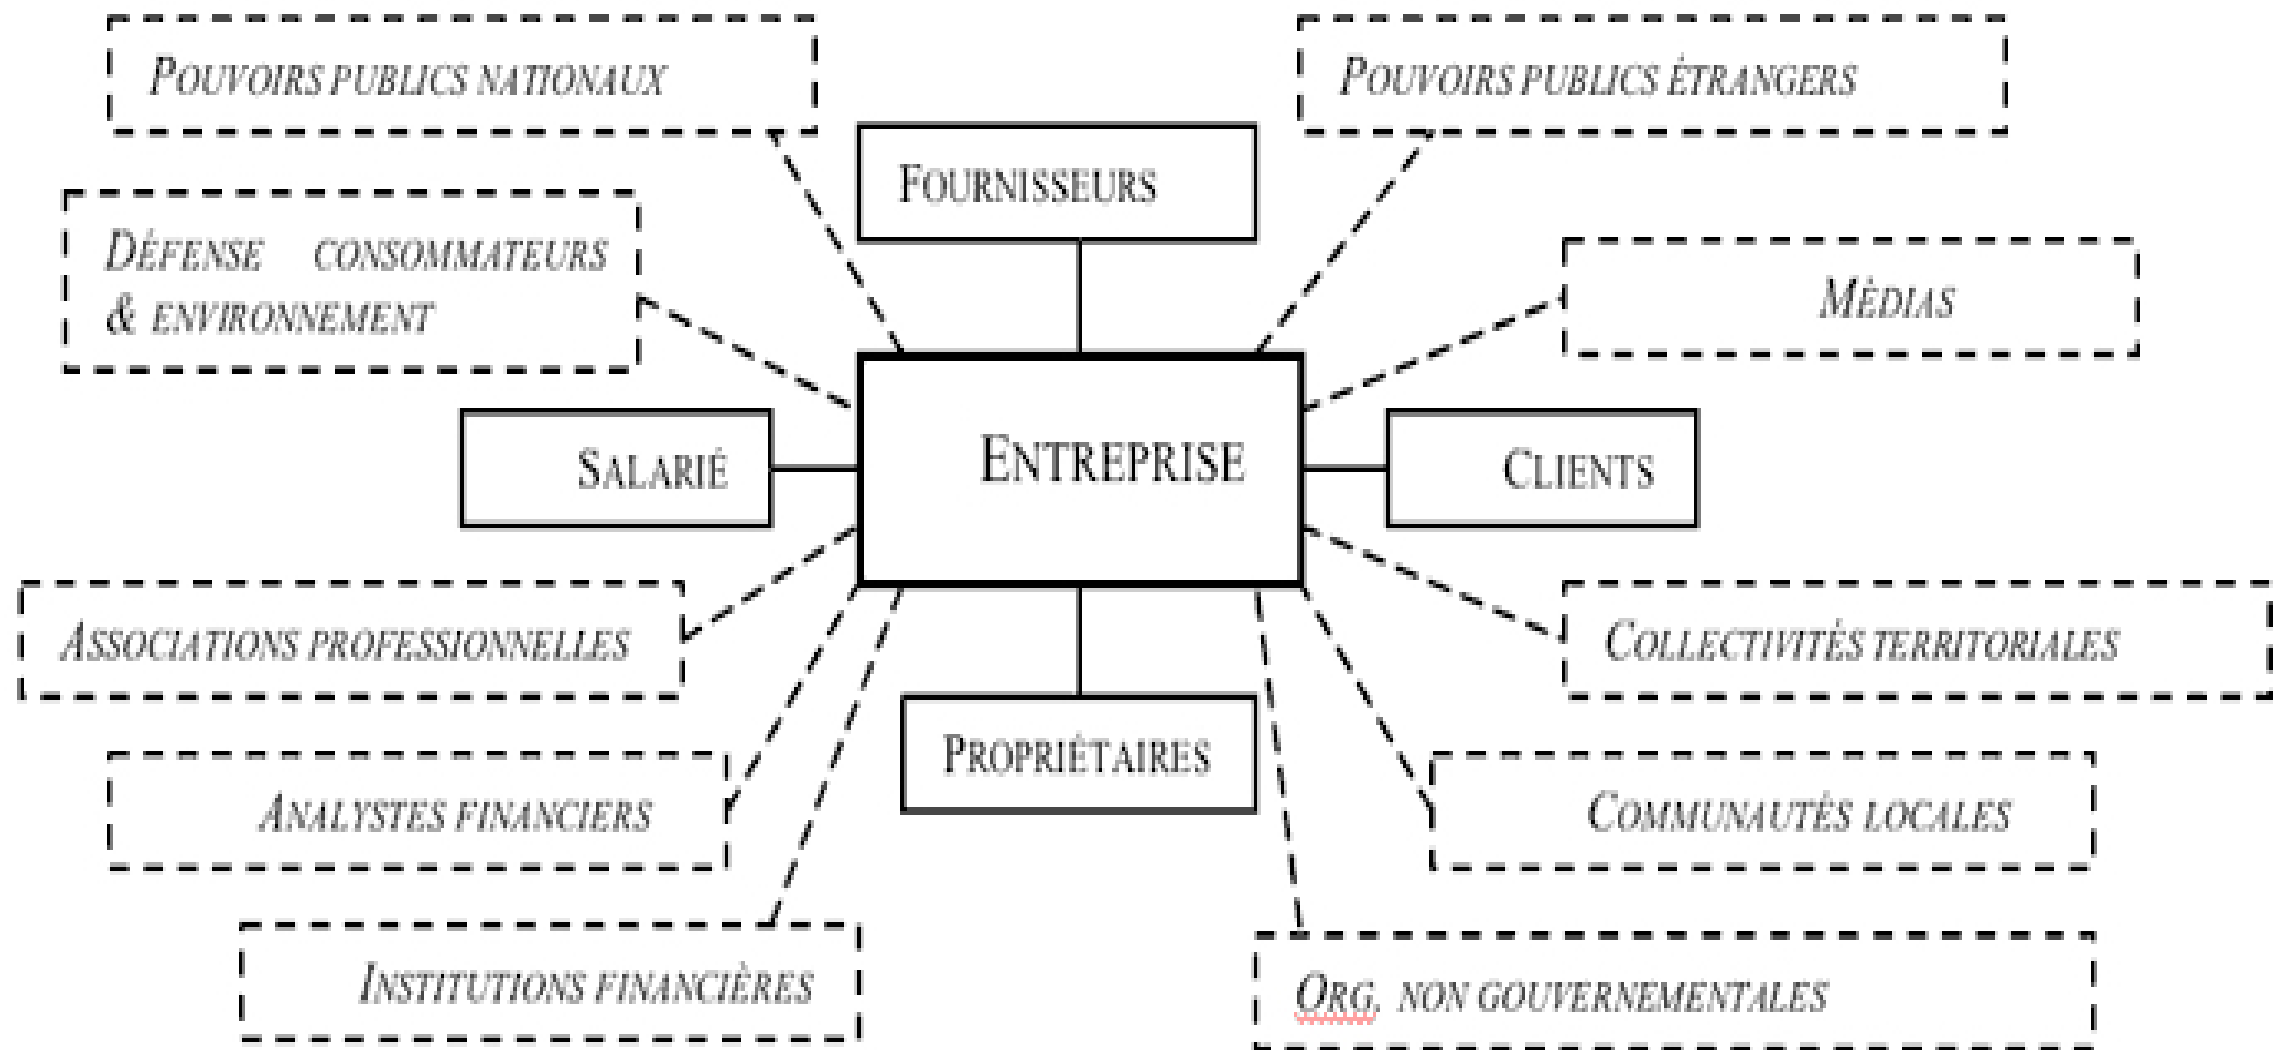 POUVOIRS PUBLICS NATIONAUX
POUVOIRS PUBLICS ÉTRANGERS
FOURNISSEURS
DÉFENSE CONSOMMATEURS
& ENVIRONNEMENT
MÉDIAS
SALARIÉ
ENTREPRISE
CLIENTS
ASSOCIATIONS PROFESSIONNELLES
COLLECTIVITÉS TERRITORIALES
PROPRIÉTAIRES
ANALYSTES FINANCIERS
COMMUNAUTÉS LOCALES
INSTITUTIONS FINANCIÈRES
ORG. NON GOUVERNEMENTALES